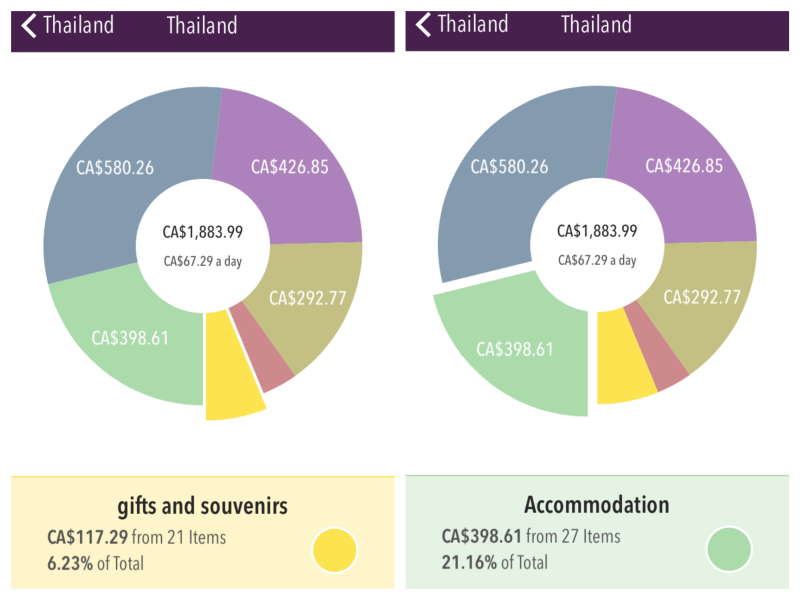 Thailand Thailand
CA$580.26 CA$426.85
CA$1,883.99
CA$67.29 a day
CA$292.77
CA$398.61
gifts and souvenirs
CA$117.29 from 21 Items
6.23% of Total
Thailand Thailand
CA$580.26 CA$426.85
CA$1,883.99
CA$67.29 a day
CA$292.77
CA$398.61
Accommodation
CA$398.61 from 27 Items
21.16% of Total